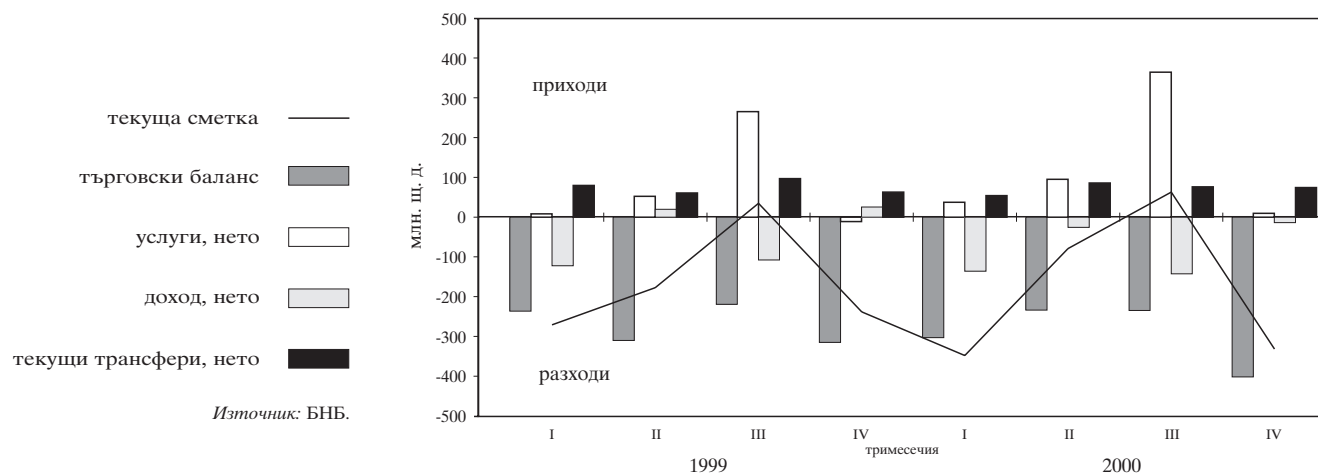 текуща сметка
търговски баланс
услуги, нето
доход, нето
текущи трансфери, нето
Източник: БНБ.
млн. щ. д.
500
400
300
200
100
0
-100
-200
-300
-400
-500
приходи
разходи
I II III IV I II III IV
тримесечия
1999 2000